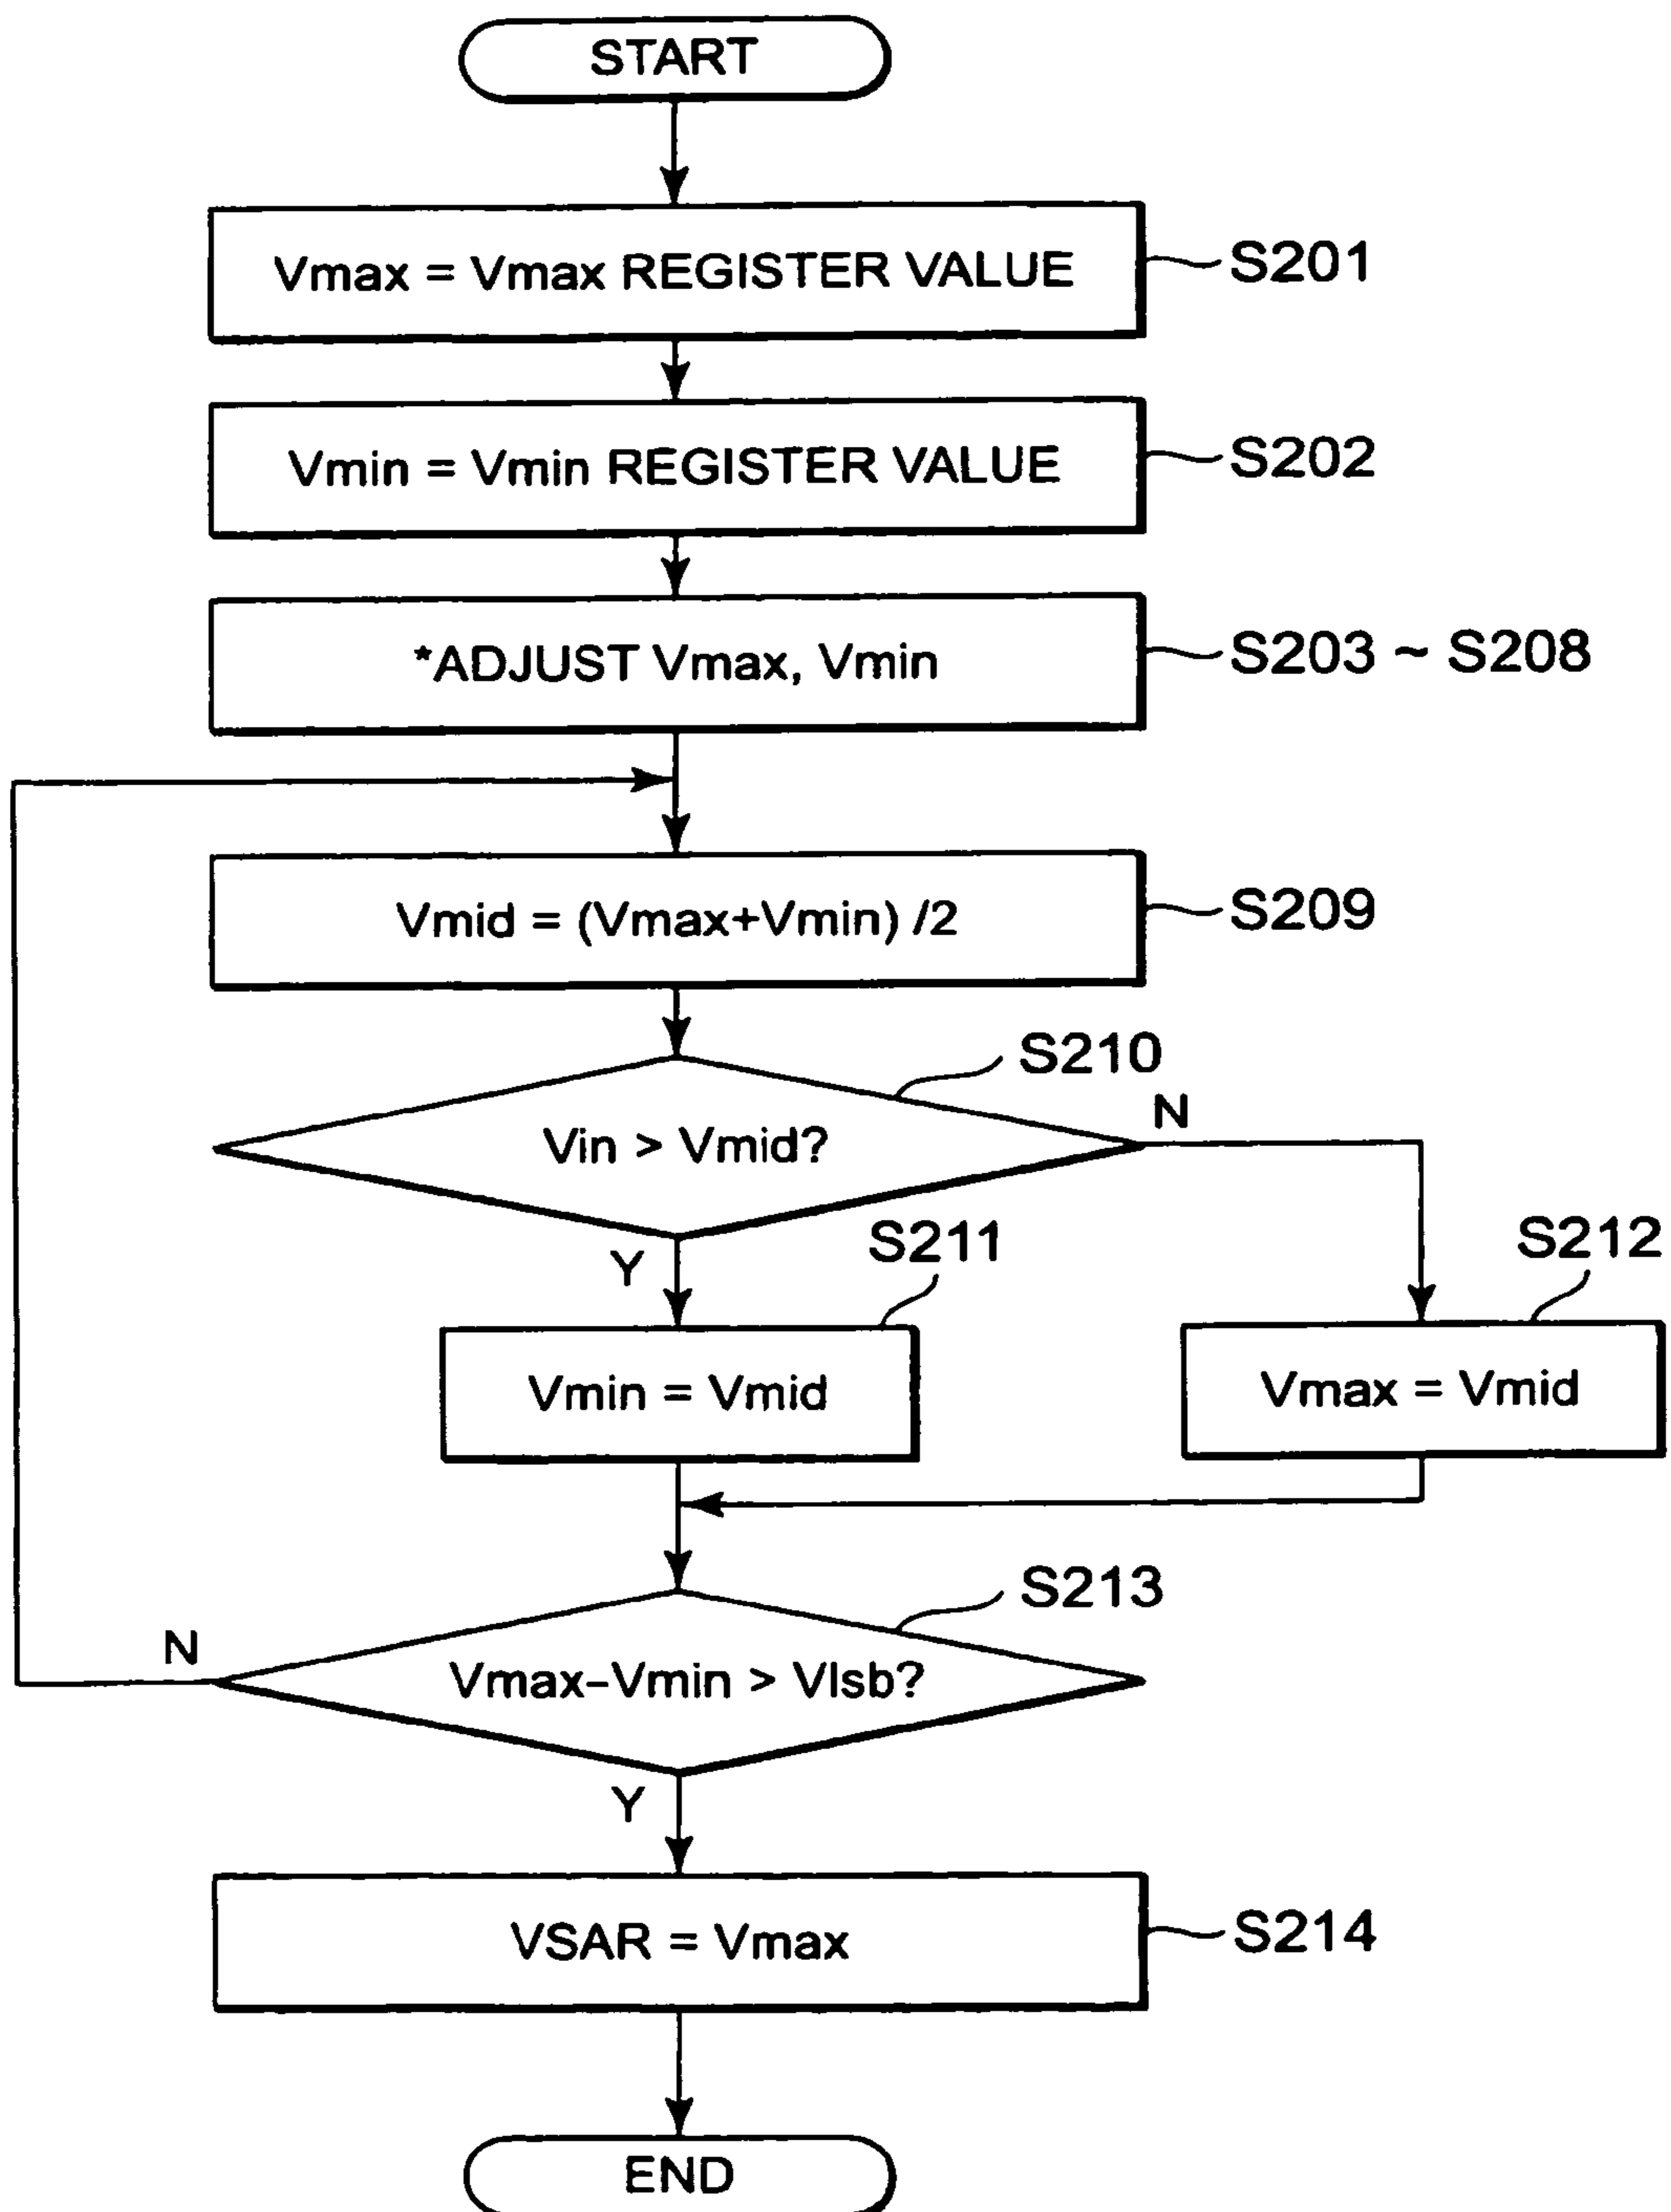 START
Vmax = Vmax REGISTER VALUE
S201
Vmin = Vmin REGISTER VALUE
S202
*ADJUST Vmax, Vmin
S203 ~ S208
Vmid = (Vmax+Vmin) /2
S209
S210
Vin > Vmid?
N
Y
S211
S212
Vmin = Vmid
Vmax = Vmid
S213
Vmax–Vmin > Vlsb?
N
Y
VSAR = Vmax
S214
END